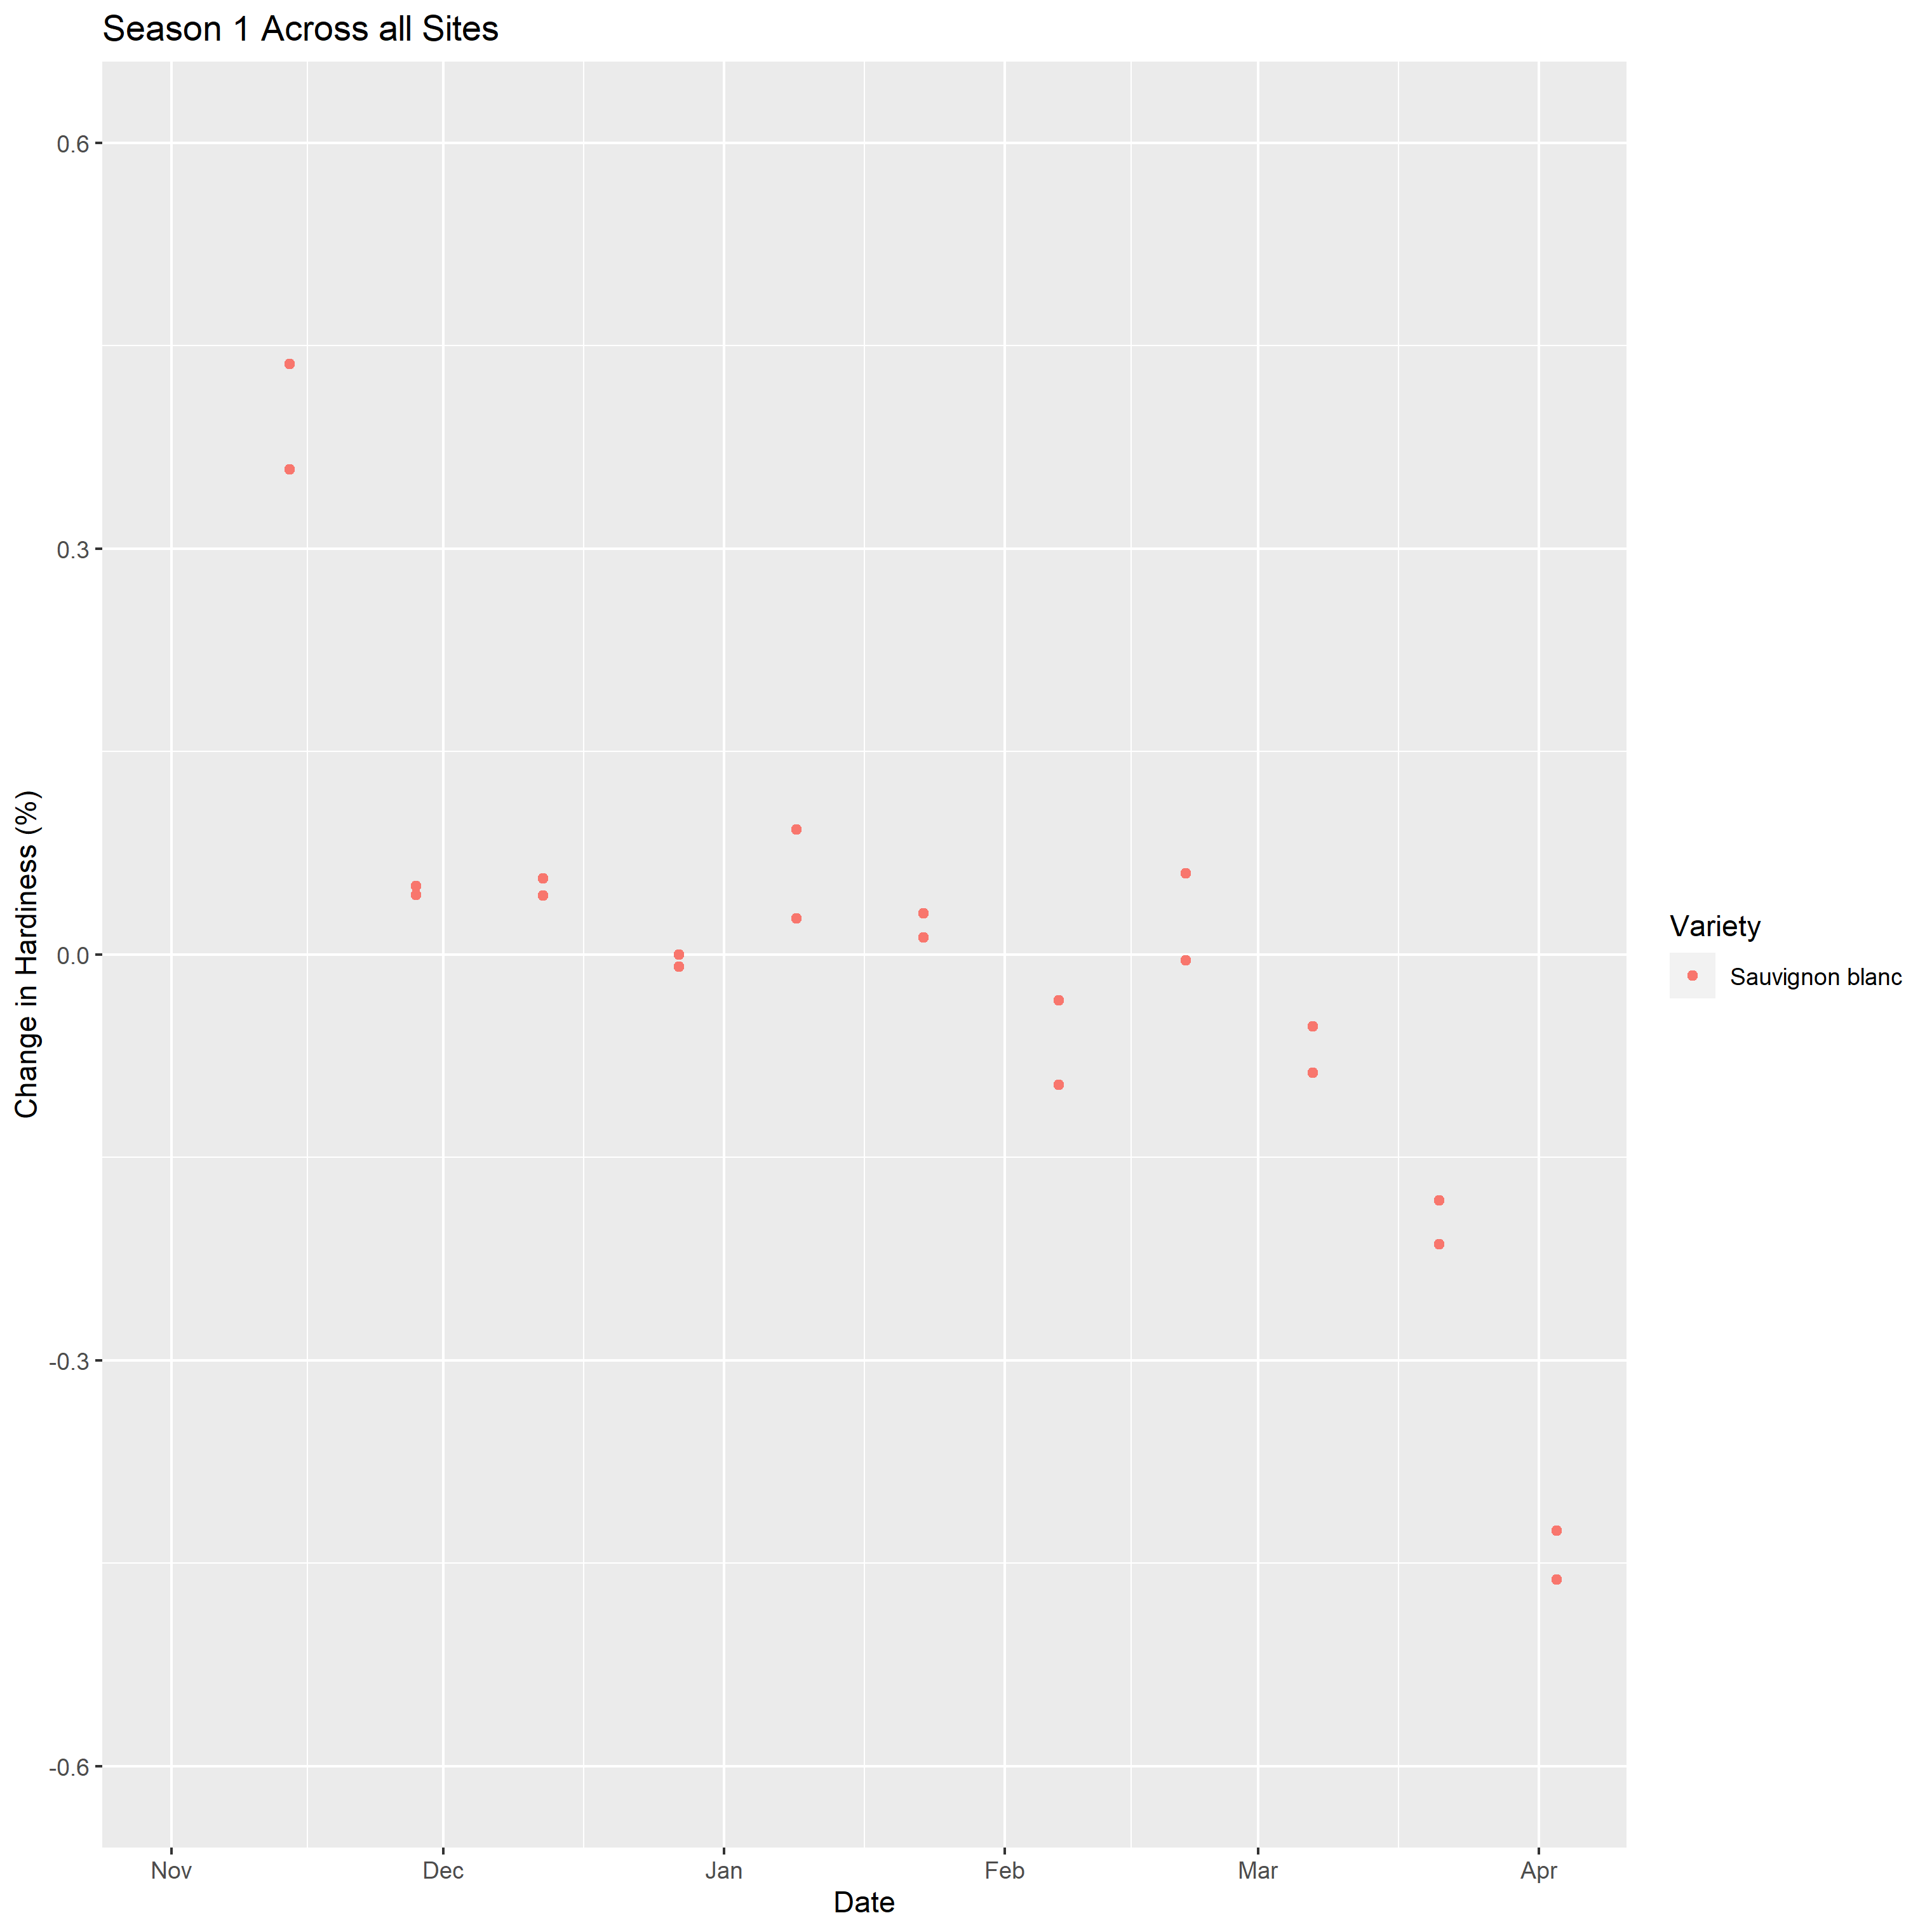 Season 1 Across all Sites
0.6
0.3
0.0
-0.3
-0.6
Change in Hardiness (%)
Nov Dec Jan Feb Mar Apr
Date
Variety
Sauvignon blanc